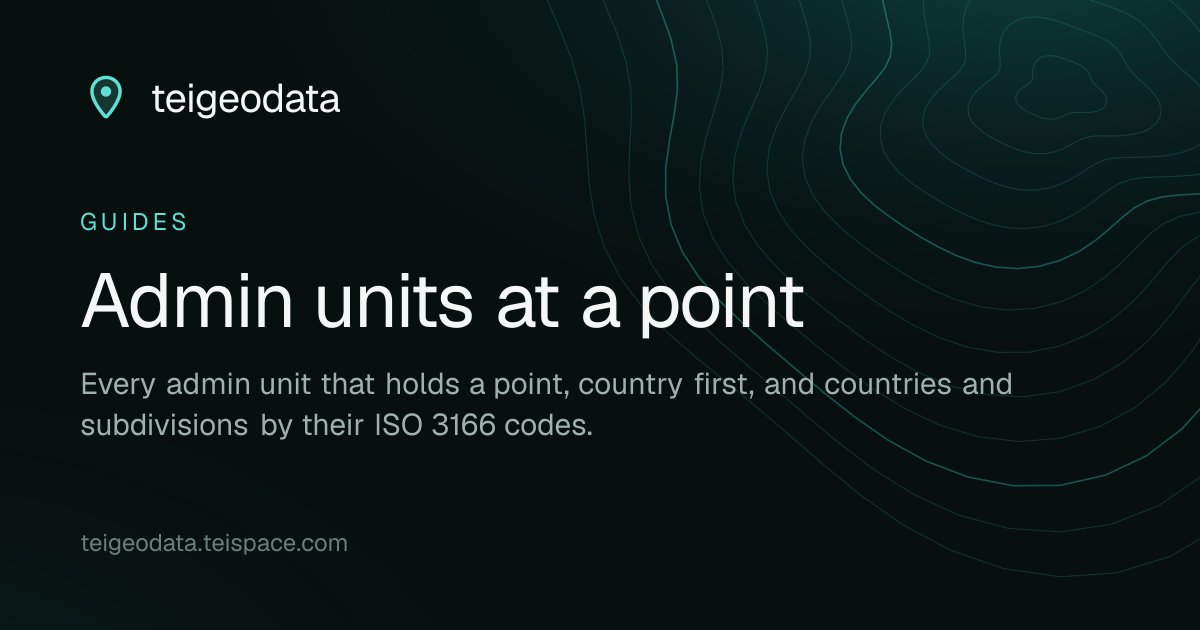 teigeodata
GUIDES
Admin units at a point
Every admin unit that holds a point, country first, and countries and
subdivisions by their ISO 3166 codes.
teigeodata.teispace.com